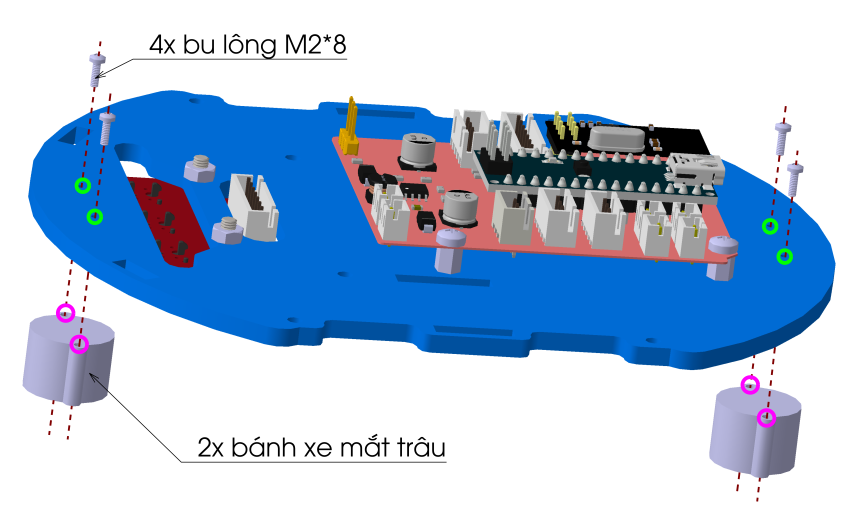 4x bu lông M2*8
2x bánh xe mắt trâu